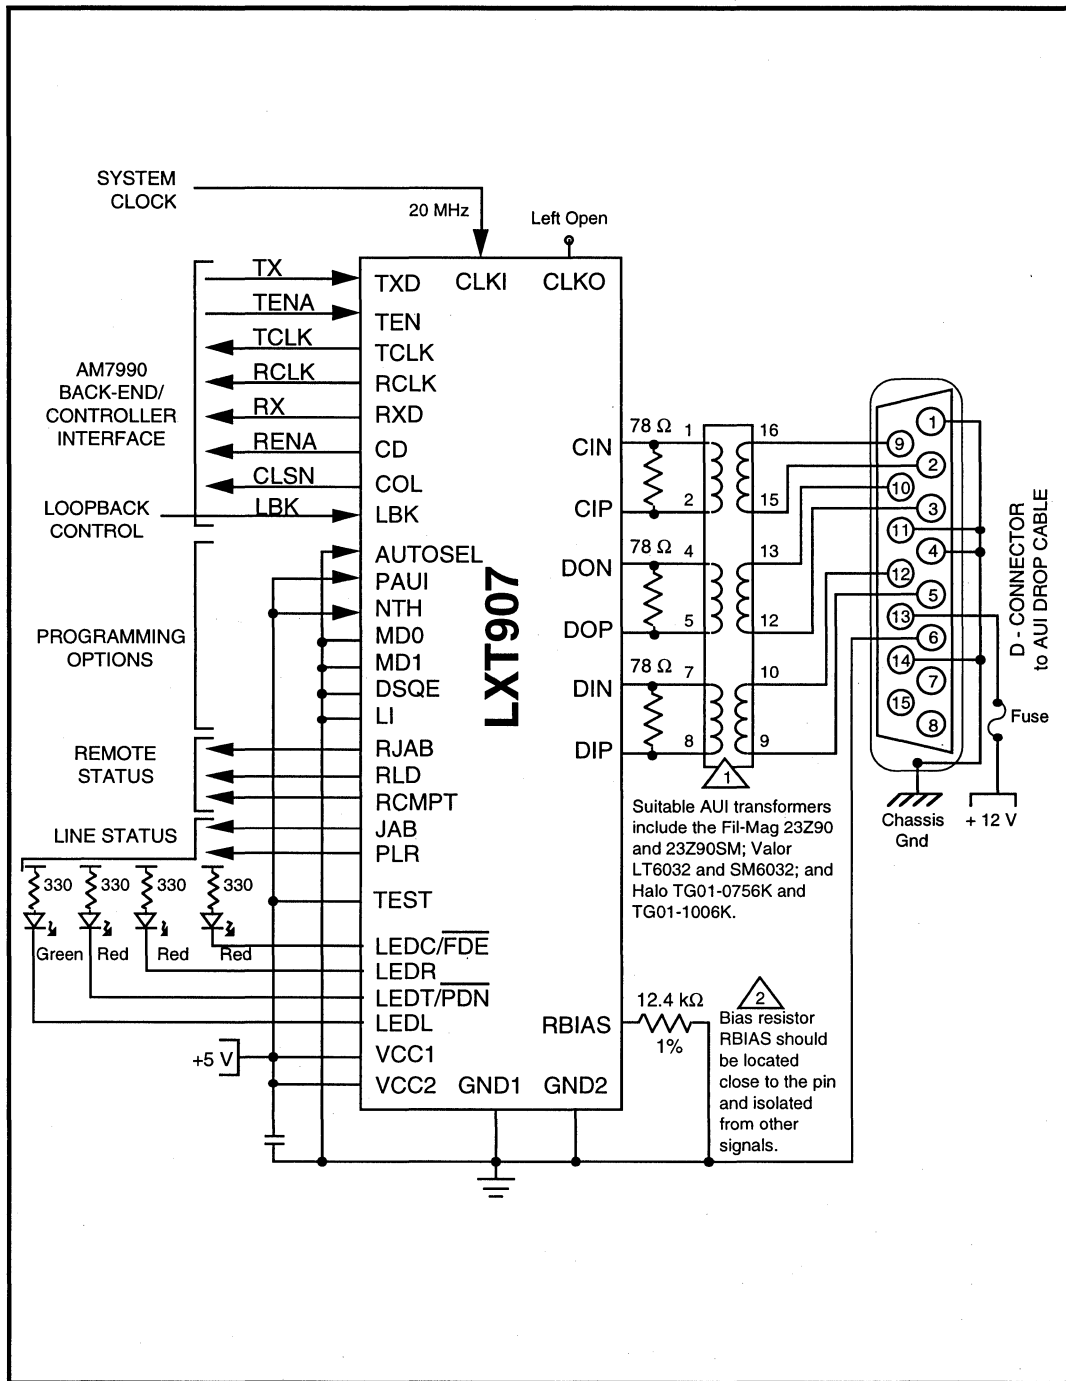 SYSTEM
CLOCK
20 MHz
Left Open
CLKI
CLKO
TX
TXD
TENA
TEN
TCLK
TCLK
RCLK
RCLK
RX
RXD
RENA
CD
CLSN
COL
LBK
LBK
AM7990
BACK-END/
CONTROLLER
INTERFACE
LOOPBACK
CONTROL
AUTOSEL
PAUI
NTH
MD0
MD1
DSQE
LI
PROGRAMMING
OPTIONS
RJAB
RLD
RCMPT
REMOTE
STATUS
JAB
PLR
LINE STATUS
330
330
330
330
Green
Red
Red
Red
TEST
LEDC/FDE
LEDR
LEDT/PDN
LEDL
+5 V
VCC1
VCC2
GND1
GND2
LXT907
CIN
CIP
DON
DOP
DIN
DIP
RBIAS
78 Ω
78 Ω
78 Ω
1
16
2
15
4
13
5
12
7
10
8
9
1
9
2
10
3
11
4
12
5
13
6
14
7
15
8
D - CONNECTOR
to AUI DROP CABLE
Fuse
Chassis
Gnd
+ 12 V
1
Suitable AUI transformers
include the Fil-Mag 23Z90
and 23Z90SM; Valor
LT6032 and SM6032; and
Halo TG01-0756K and
TG01-1006K.
12.4 kΩ
1%
2
Bias resistor
RBIAS should
be located
close to the pin
and isolated
from other
signals.